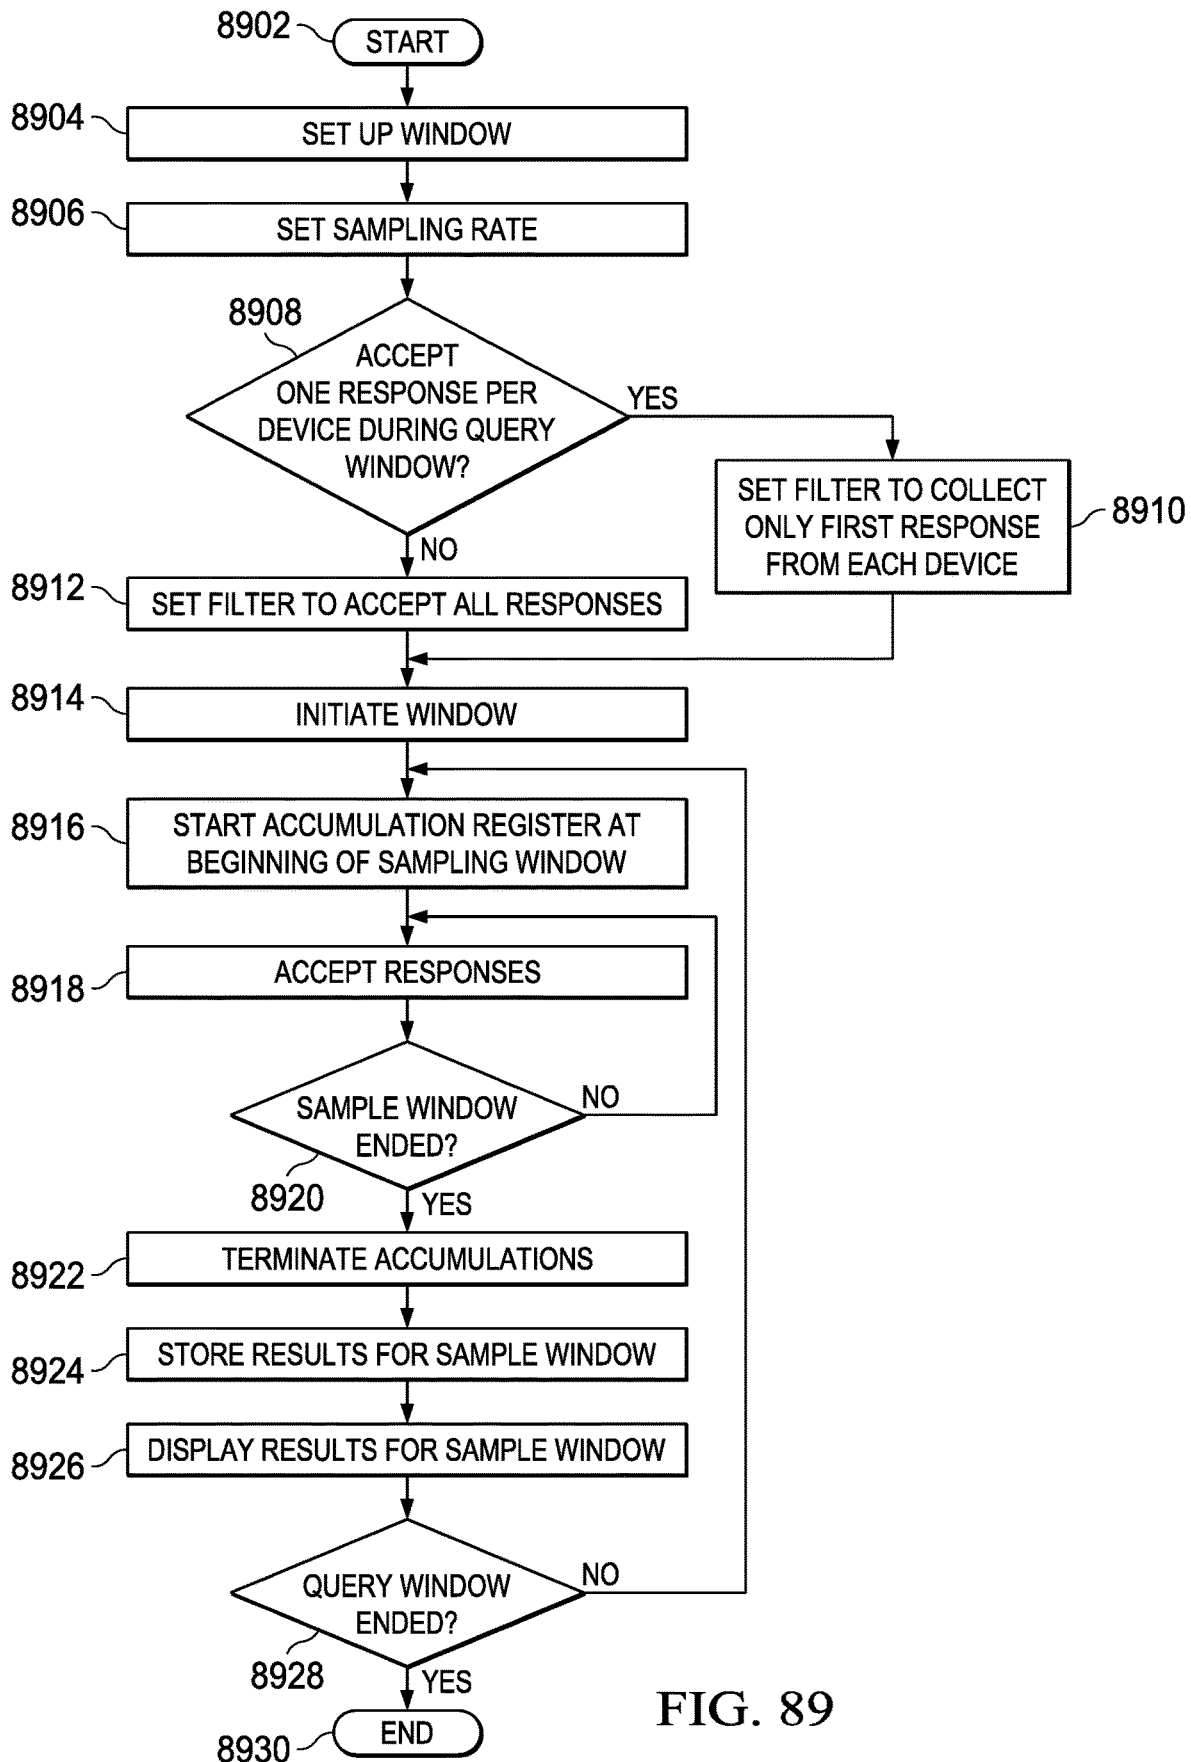 8902
START
8904
SET UP WINDOW
8906
SET SAMPLING RATE
8908
ACCEPT
ONE RESPONSE PER
DEVICE DURING QUERY
WINDOW?
YES
SET FILTER TO COLLECT
ONLY FIRST RESPONSE
FROM EACH DEVICE
8910
NO
8912
SET FILTER TO ACCEPT ALL RESPONSES
8914
INITIATE WINDOW
8916
START ACCUMULATION REGISTER AT
BEGINNING OF SAMPLING WINDOW
8918
ACCEPT RESPONSES
SAMPLE WINDOW
ENDED?
NO
8920
YES
8922
TERMINATE ACCUMULATIONS
8924
STORE RESULTS FOR SAMPLE WINDOW
8926
DISPLAY RESULTS FOR SAMPLE WINDOW
QUERY WINDOW
ENDED?
NO
8928
YES
8930
END
FIG. 89